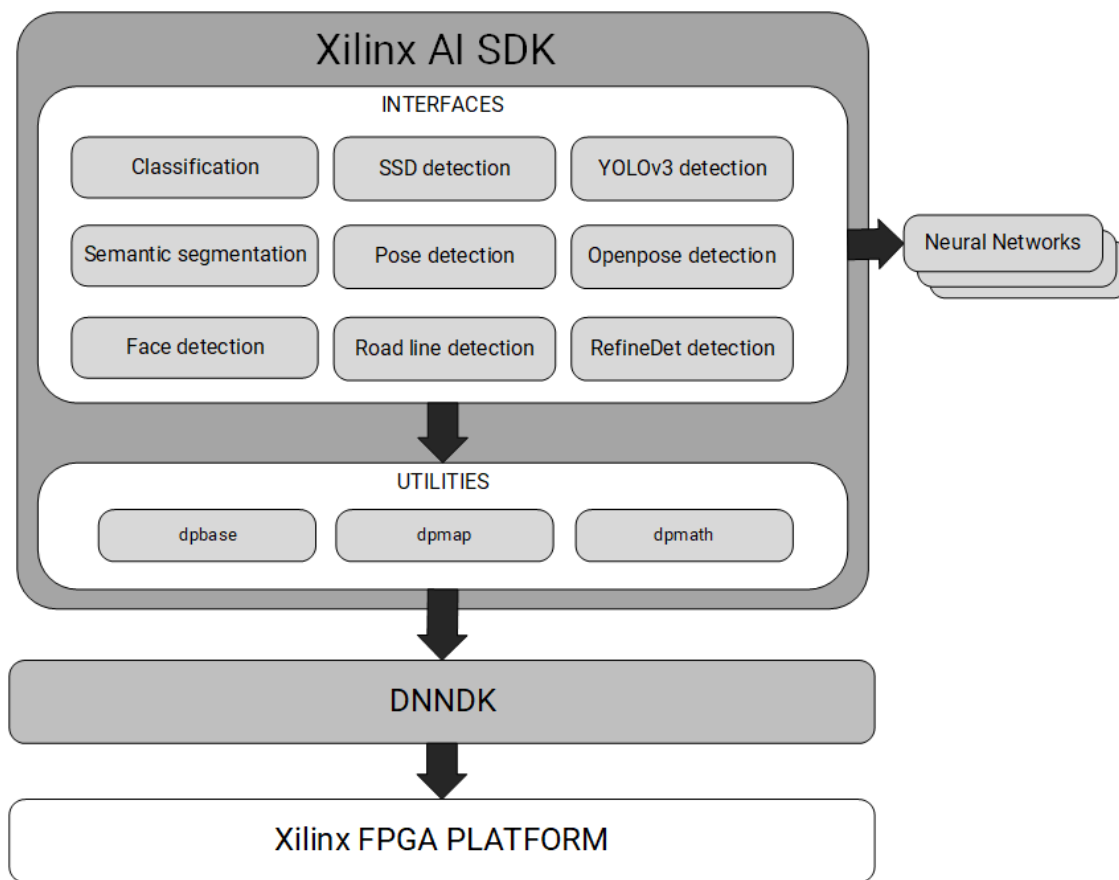 Xilinx AI SDK
INTERFACES
Classification
SSD detection
YOLOv3 detection
Semantic segmentation
Pose detection
Openpose detection
Neural Networks
Face detection
Road line detection
RefineDet detection
UTILITIES
dpbase
dpmap
dpmath
DNNDK
Xilinx FPGA PLATFORM